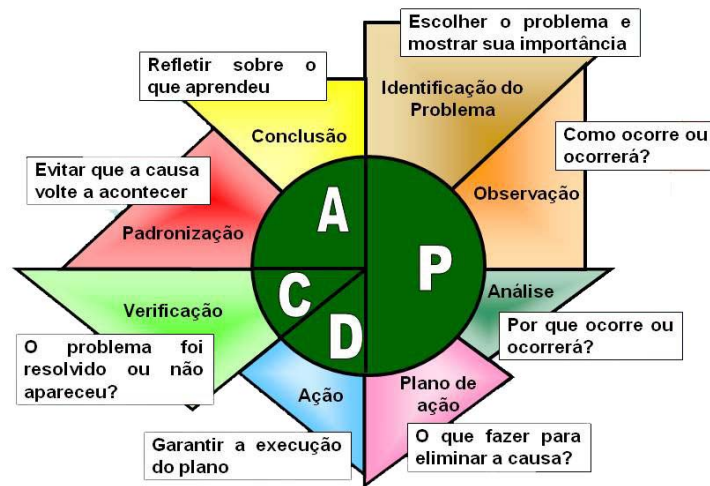 Escolher o problema e
mostrar sua importância
Identificação do
Problema
Como ocorre ou
ocorrerá?
Observação
Análise
Por que ocorre ou
ocorrerá?
Plano de
ação
O que fazer para
eliminar a causa?
Ação
Garantir a execução
do plano
Verificação
O problema foi
resolvido ou não
apareceu?
Padronização
Evitar que a causa
volte a acontecer
Conclusão
Refletir sobre o
que aprendeu
A
P
C
D